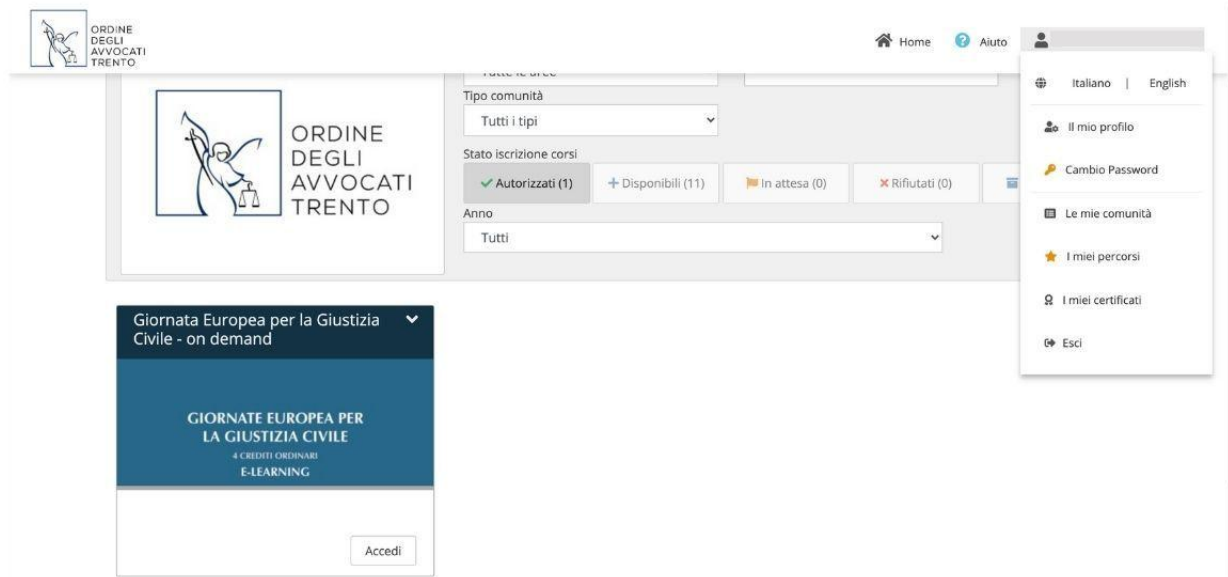 ORDINE
DEGLI
AVVOCATI
TRENTO
Home
Aiuto
Italiano | English
Il mio profilo
Cambio Password
Le mie comunità
I miei percorsi
I miei certificati
Esci
ORDINE
DEGLI
AVVOCATI
TRENTO
Tipo comunità
Tutti i tipi
Stato iscrizione corsi
Autorizzati (1)
Disponibili (11)
In attesa (0)
Rifiutati (0)
Anno
Tutti
Giornata Europea per la Giustizia
Civile - on demand
GIORNATE EUROPEA PER
LA GIUSTIZIA CIVILE
4 CREDITI ORDINARI
E-LEARNING
Accedi